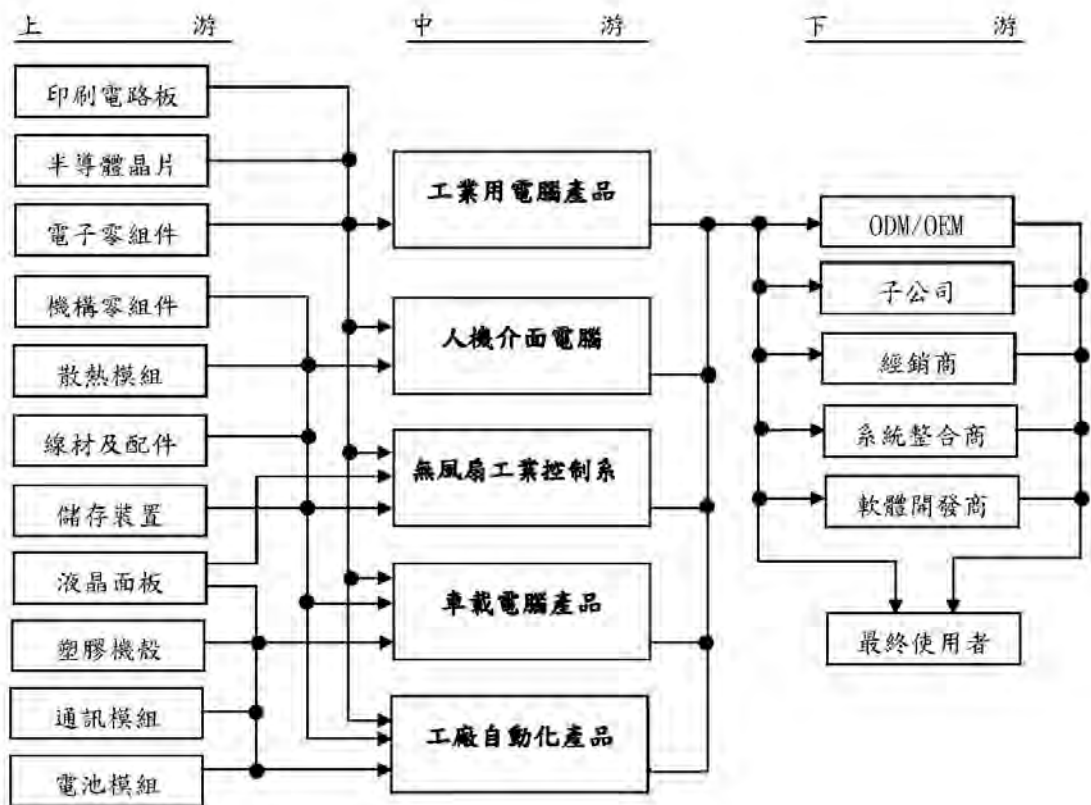 上 游
中 游
下 游
印刷電路板
半導體晶片
電子零組件
機構零組件
散熱模組
線材及配件
儲存裝置
液晶面板
塑膠機殼
通訊模組
電池模組
工業用電腦產品
人機介面電腦
無風扇工業控制系
車載電腦產品
工廠自動化產品
ODM/OEM
子公司
經銷商
系統整合商
軟體開發商
最終使用者